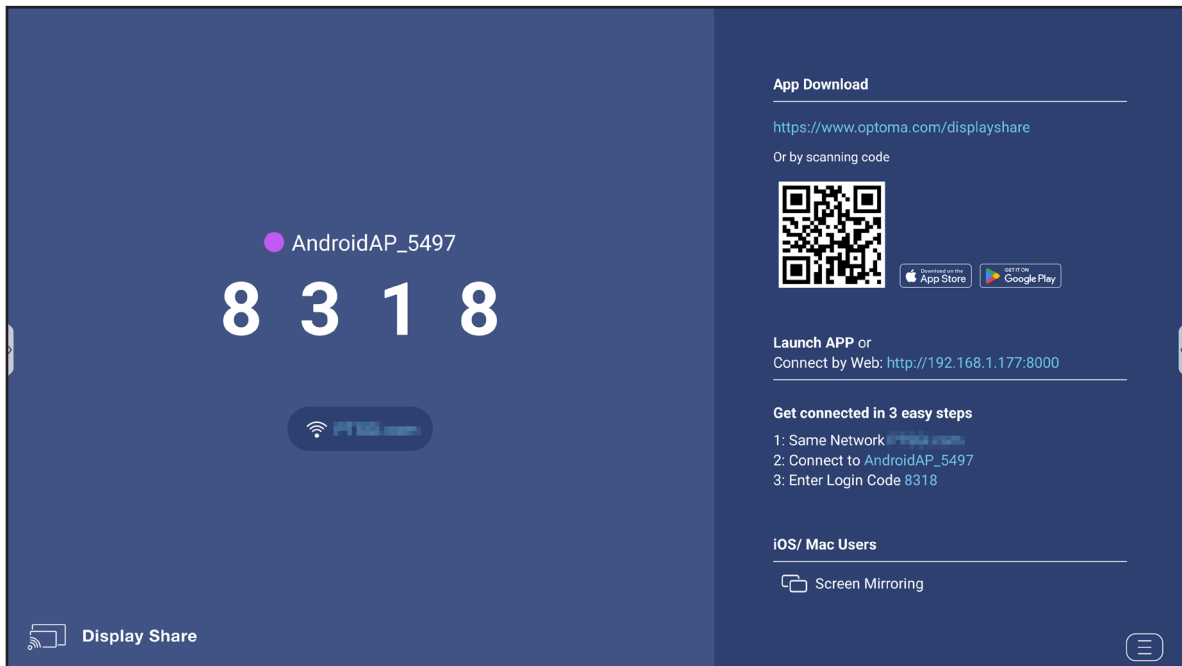 AndroidAP_5497
8 3 1 8
Display Share
App Download
https://www.optoma.com/displayshare
Or by scanning code
Download on the
App Store
GET IT ON
Google Play
Launch APP or
Connect by Web: http://192.168.1.177:8000
Get connected in 3 easy steps
1: Same Network
2: Connect to AndroidAP_5497
3: Enter Login Code 8318
iOS/ Mac Users
Screen Mirroring